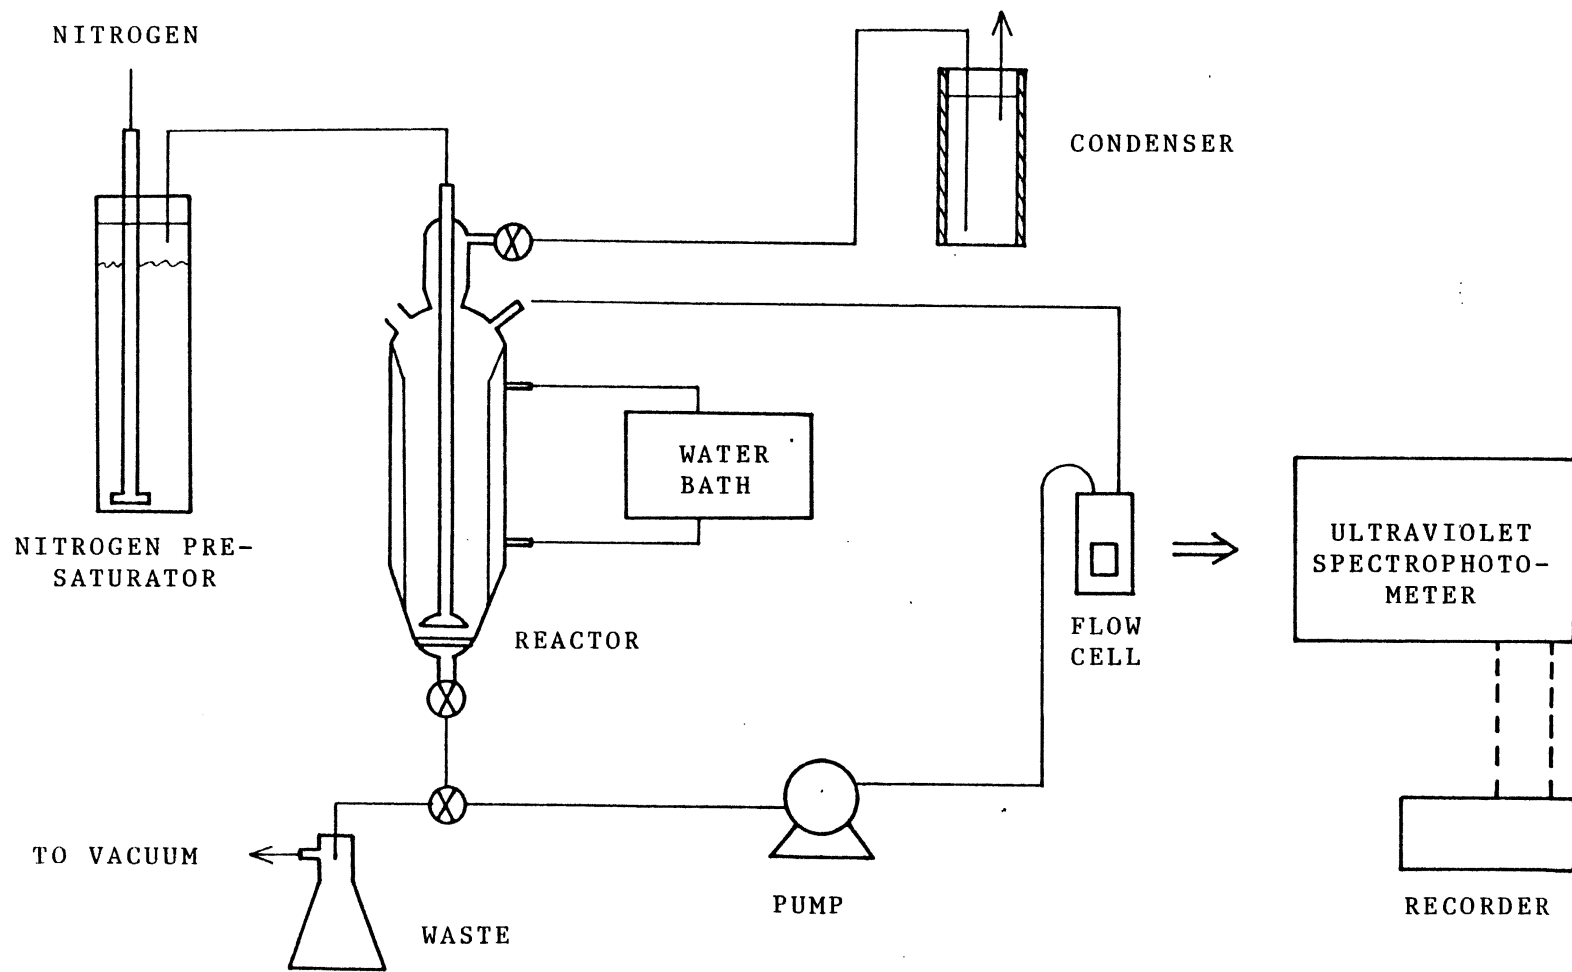 NITROGEN
CONDENSER
WATER
BATH
NITROGEN PRE-
SATURATOR
ULTRAVIOLET
SPECTROPHOTO-
METER
REACTOR
FLOW
CELL
TO VACUUM
PUMP
RECORDER
WASTE